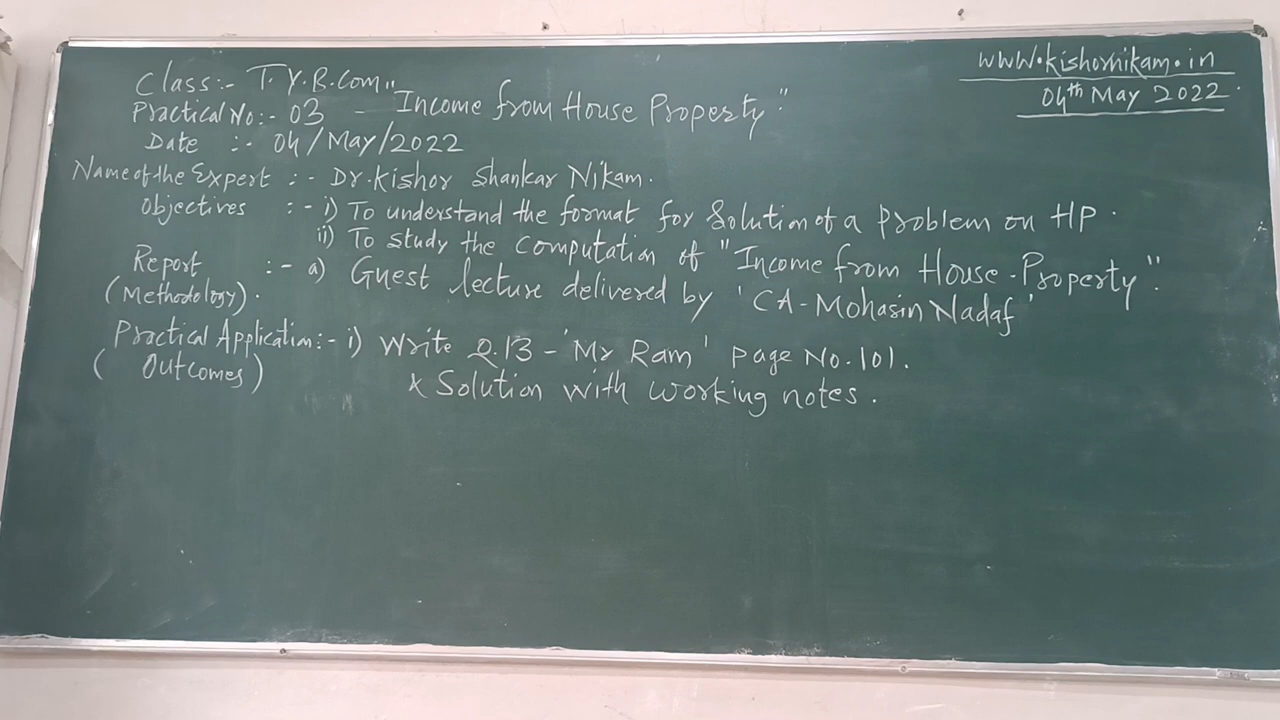 www.kishornikam.in
04th May 2022.
Class:- T.Y.B.Com
Practical No:- 03 - "Income from House Property"
Date :- 04/May/2022
Name of the Expert :- Dr. Kishor Shankar Nikam.
Objectives :- i) To understand the format for Solution of a Problem on HP.
ii) To study the computation of "Income from House-Property".
Report :- a) Guest lecture delivered by 'CA-Mohasin Nadaf'
(Methodology).
Practical Application:- i) Write Q.13 - 'Mr Ram' page No.101.
(Outcomes) x Solution with working notes.